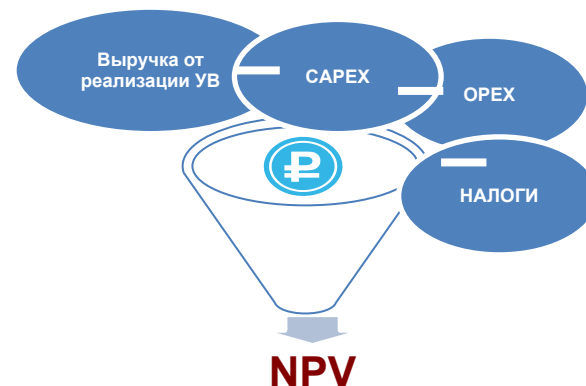 Выручка от
реализации УВ
CAPEX
OPEX
₽
НАЛОГИ
NPV